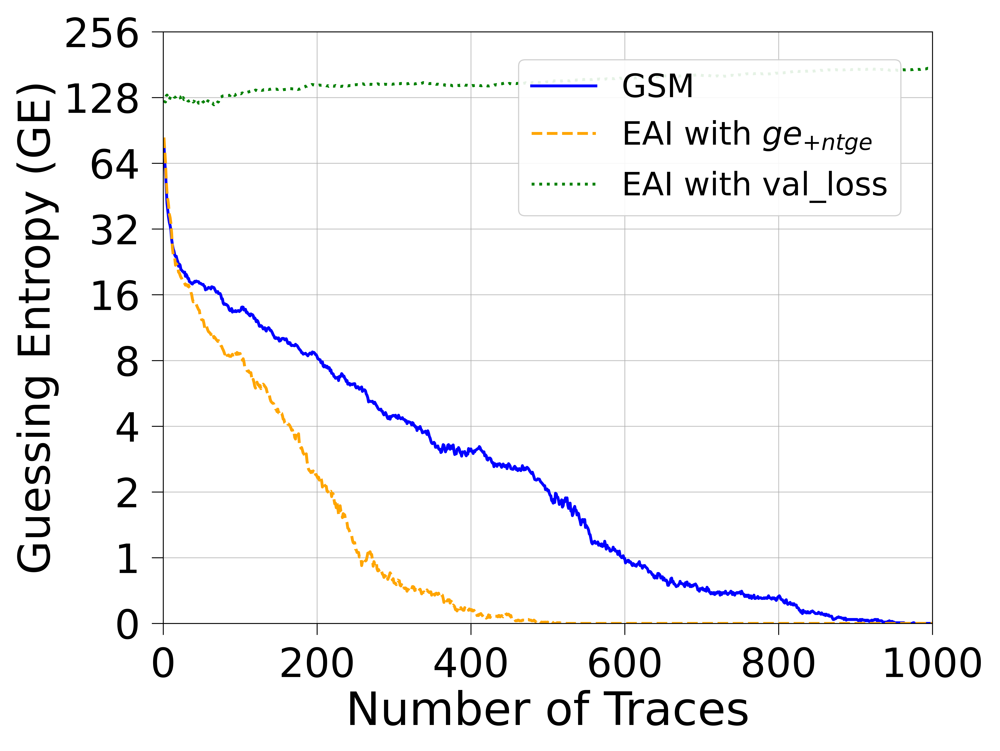 Guessing Entropy (GE)
256
128
64
32
16
8
4
2
1
0
GSM
EAI with ge+ntge
EAI with val_loss
0 200 400 600 800 1000
Number of Traces